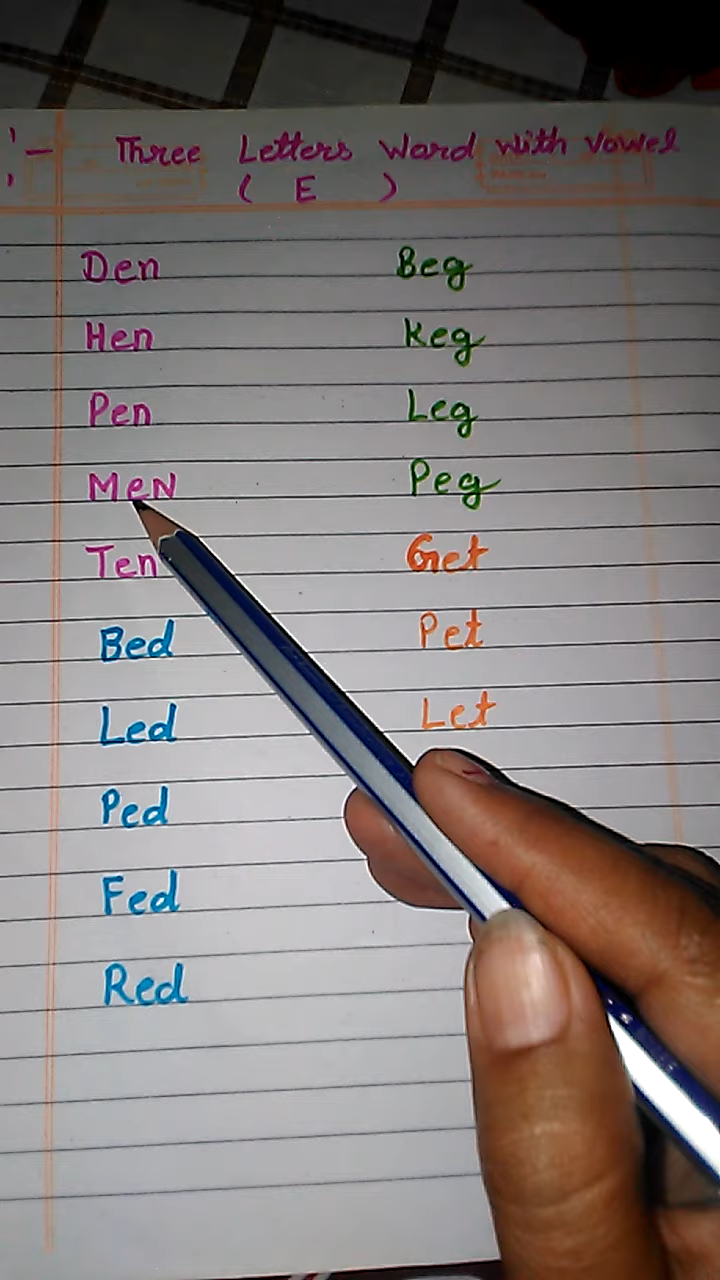 :- Three Letters Word with Vowel
( E )
Den Beg
Hen Keg
Pen Leg
MeN Peg
Ten Get
Bed Pet
Led Let
Ped
Fed
Red